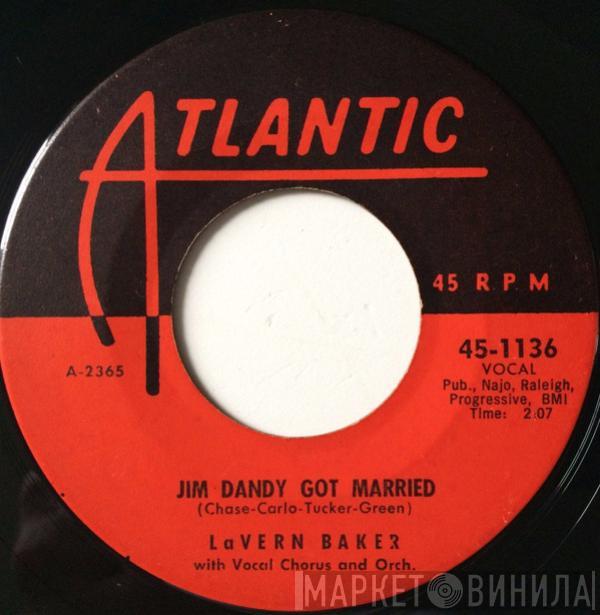 ATLANTIC
45 R P M
A-2365
45-1136
VOCAL
Pub., Najo, Raleigh,
Progressive, BMI
Time: 2:07
JIM DANDY GOT MARRIED
(Chase-Carlo-Tucker-Green)
LaVERN BAKER
with Vocal Chorus and Orch.
МАРКЕТ ВИНИЛА